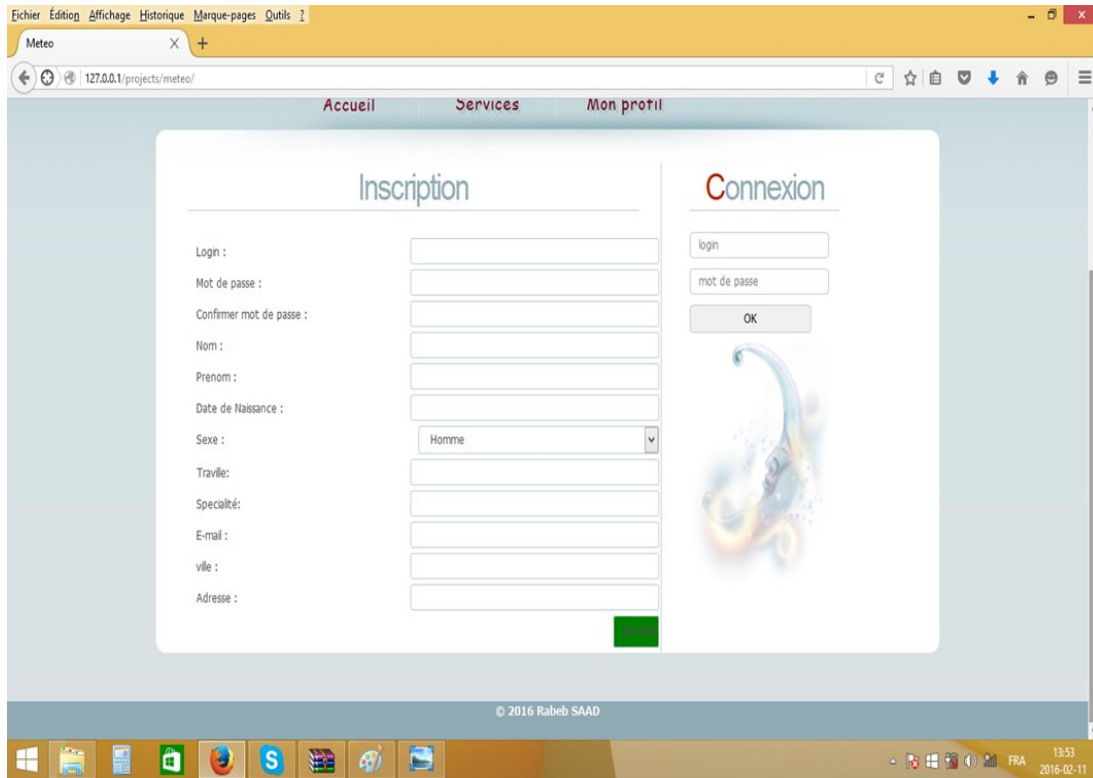 Fichier Édition Affichage Historique Marque-pages Outils ?
Meteo
127.0.0.1/projects/meteo/
Accueil Services Mon profil
Inscription
Login :
Mot de passe :
Confirmer mot de passe :
Nom :
Prenom :
Date de Naissance :
Sexe : Homme
Traville:
Specialité:
E-mail :
ville :
Adresse :
Connexion
login
mot de passe
OK
© 2016 Rabeb SAAD
FRA
13:53
2016-02-11